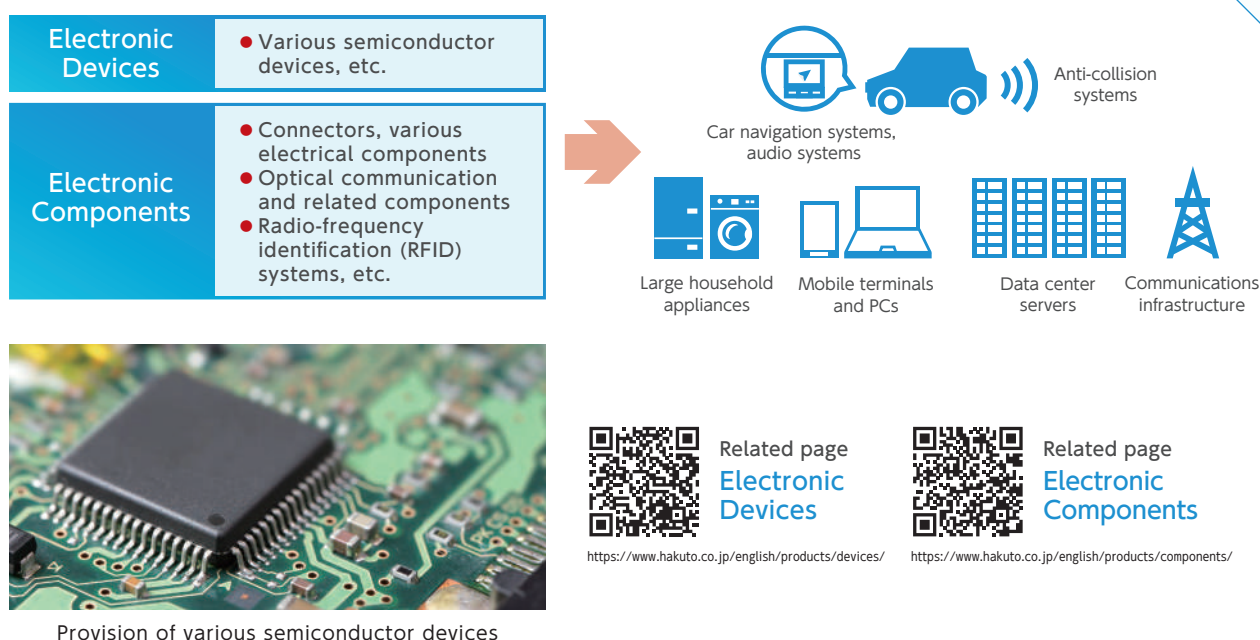 Electronic
Devices
● Various semiconductor
devices, etc.
Electronic
Components
● Connectors, various
electrical components
● Optical communication
and related components
● Radio-frequency
identification (RFID)
systems, etc.
Anti-collision
systems
Car navigation systems,
audio systems
Large household
appliances
Mobile terminals
and PCs
Data center
servers
Communications
infrastructure
Provision of various semiconductor devices
Related page
Electronic
Devices
https://www.hakuto.co.jp/english/products/devices/
Related page
Electronic
Components
https://www.hakuto.co.jp/english/products/components/